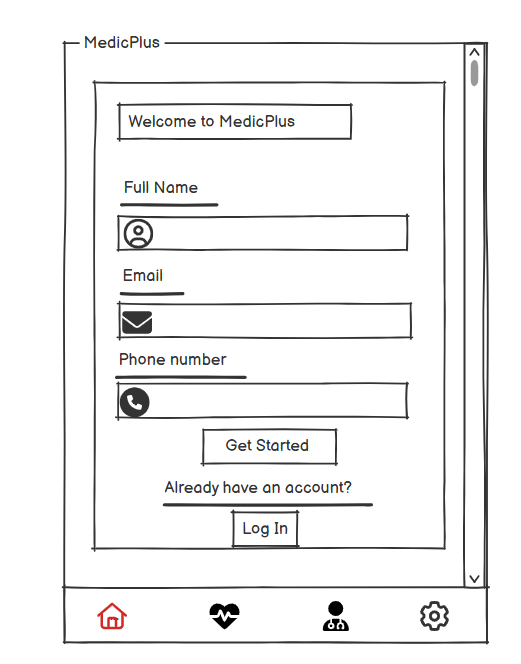 MedicPlus
Welcome to MedicPlus
Full Name
Email
Phone number
Get Started
Already have an account?
Log In